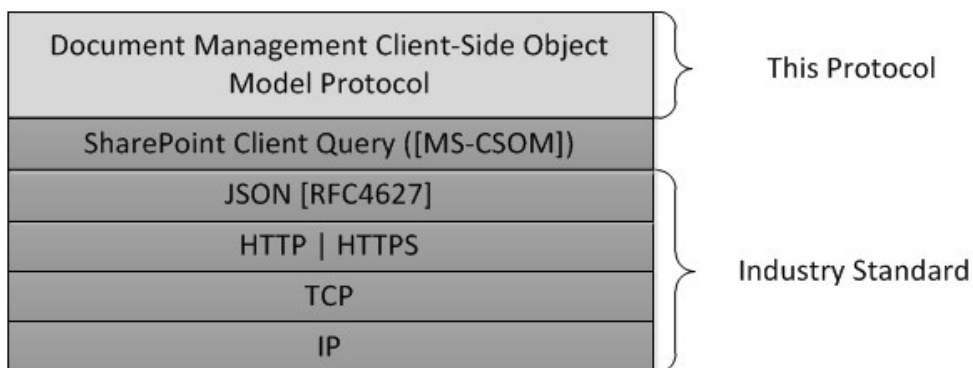 Document Management Client-Side Object
Model Protocol
This Protocol
SharePoint Client Query ([MS-CSOM])
JSON [RFC4627]
HTTP | HTTPS
Industry Standard
TCP
IP